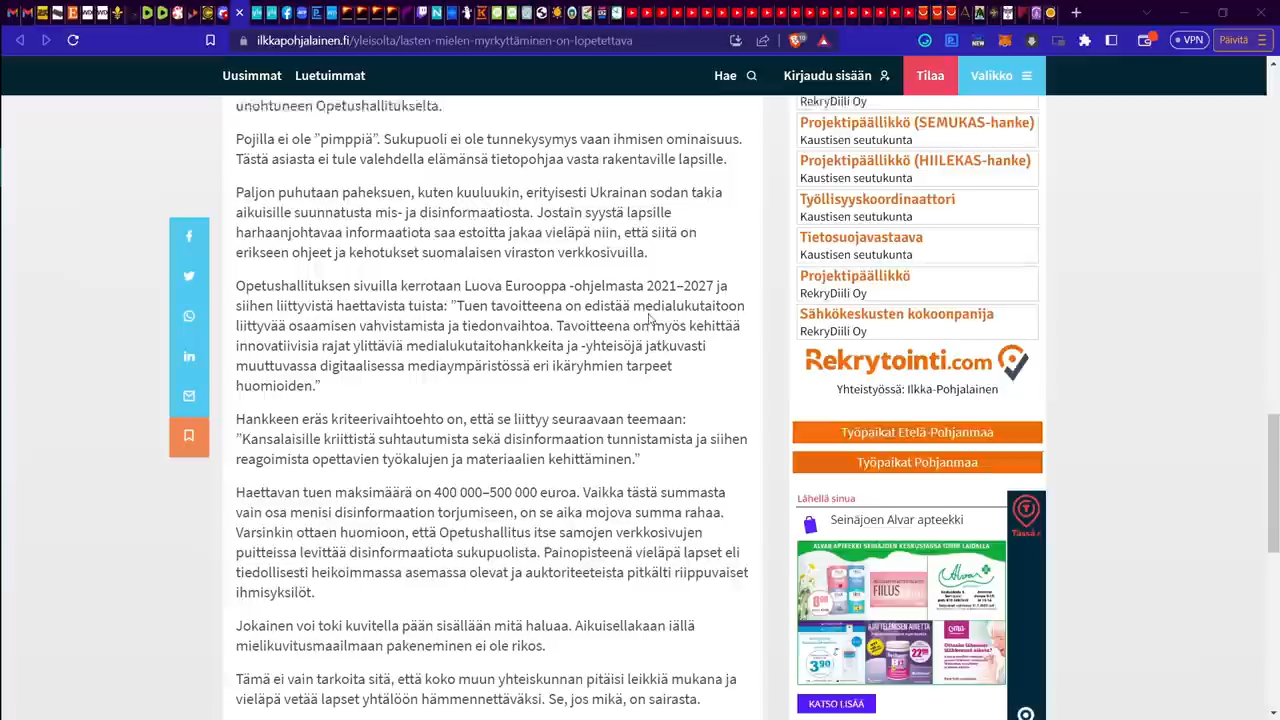 ilkkapohjalainen.fi/yleisolta/lasten-mielen-myrkyttäminen-on-lopetettava
VPN
Päivitä
Uusimmat Luetuimmat
Hae
Kirjaudu sisään
Tilaa
Valikko
unohtuneen Opetushallitukselta.
Pojilla ei ole ”pimppiä”. Sukupuoli ei ole tunnekysymys vaan ihmisen ominaisuus.
Tästä asiasta ei tule valehdella elämänsä tietopohjaa vasta rakentaville lapsille.
Paljon puhutaan paheksuen, kuten kuuluukin, erityisesti Ukrainan sodan takia
aikuisille suunnatusta mis- ja disinformaatiosta. Jostain syystä lapsille
harhaanjohtavaa informaatiota saa estoitta jakaa vieläpä niin, että siitä on
erikseen ohjeet ja kehotukset suomalaisen viraston verkkosivuilla.
Opetushallituksen sivuilla kerrotaan Luova Eurooppa -ohjelmasta 2021–2027 ja
siihen liittyvistä haettavista tuista: ”Tuen tavoitteena on edistää medialukutaitoon
liittyvää osaamisen vahvistamista ja tiedonvaihtoa. Tavoitteena on myös kehittää
innovatiivisia rajat ylittäviä medialukutaitohankkeita ja -yhteisöjä jatkuvasti
muuttuvassa digitaalisessa mediaympäristössä eri ikäryhmien tarpeet
huomioiden.”
Hankkeen eräs kriteerivaihtoehto on, että se liittyy seuraavaan teemaan:
”Kansalaisille kriittistä suhtautumista sekä disinformaation tunnistamista ja siihen
reagoimista opettavien työkalujen ja materiaalien kehittäminen.”
Haettavan tuen maksimäärä on 400 000–500 000 euroa. Vaikka tästä summasta
vain osa menisi disinformaation torjumiseen, on se aika mojova summa rahaa.
Varsinkin ottaen huomioon, että Opetushallitus itse sanojen verkkosivujen
kautta levittää disinformaatiota sukupuolista. Pahimpoisteenä vieläpä lapset eli
tiedollisesti heikoimmassa asemassa olevat ja auktoriteeteista pitkälti riippuvaiset
ihmisyksilöt.
Jokainen voi toki kuvitella pään sisällään mitä haluaa. Aikuisellakaan iällä
mielikuvitusmaailmaan pakeneminen ei ole rikos.
Tämä ei vain tarkoita sitä, että koko muun yhteiskunnan pitäisi leikkiä mukana ja
vieläpä vetää lapset yhtälöön hämmennettäväksi. Se, jos mikä, on sairasta.
RekryDiili Oy
Projektipäällikkö (SEMUKAS-hanke)
Kaustisen seutukunta
Projektipäällikkö (HIILEKAS-hanke)
Kaustisen seutukunta
Työllisyyskoordinaattori
Kaustisen seutukunta
Tietosuojavastaava
Kaustisen seutukunta
Projektipäällikkö
RekryDiili Oy
Sähkökeskusten kokoonpanija
RekryDiili Oy
Rekrytointi.com
Yhteistyössä: Ilkka-Pohjalainen
Työpaikat Etelä-Pohjanmaa
Työpaikat Pohjanmaa
Lähellä sinua
Seinäjoen Alvar apteekki
FIILUS
Alvar
3,90
22,90
KATSO LISÄÄ